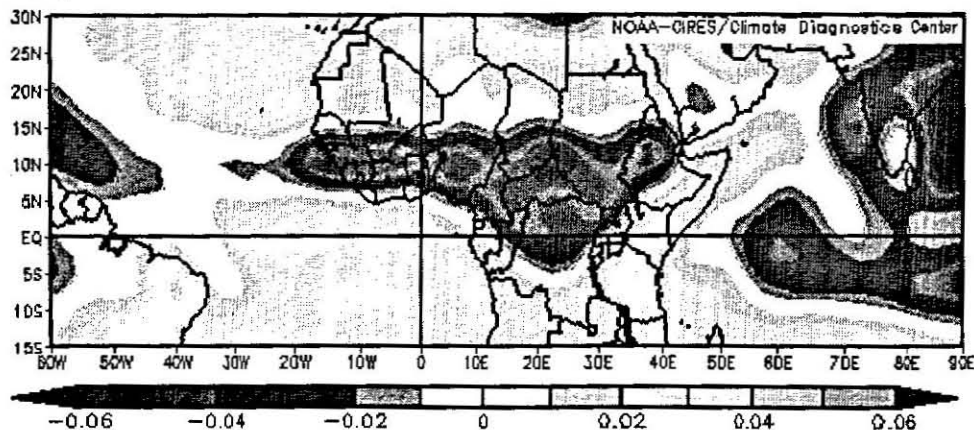 30N NOAA-CIRES/Climate Diagnostics Center
25N
20N
15N
10N
5N
EQ
5S
10S
15S
60W 50W 40W 30W 20W 10W 0 10E 20E 30E 40E 50E 60E 70E 80E 90E
-0.06 -0.04 -0.02 0 0.02 0.04 0.06